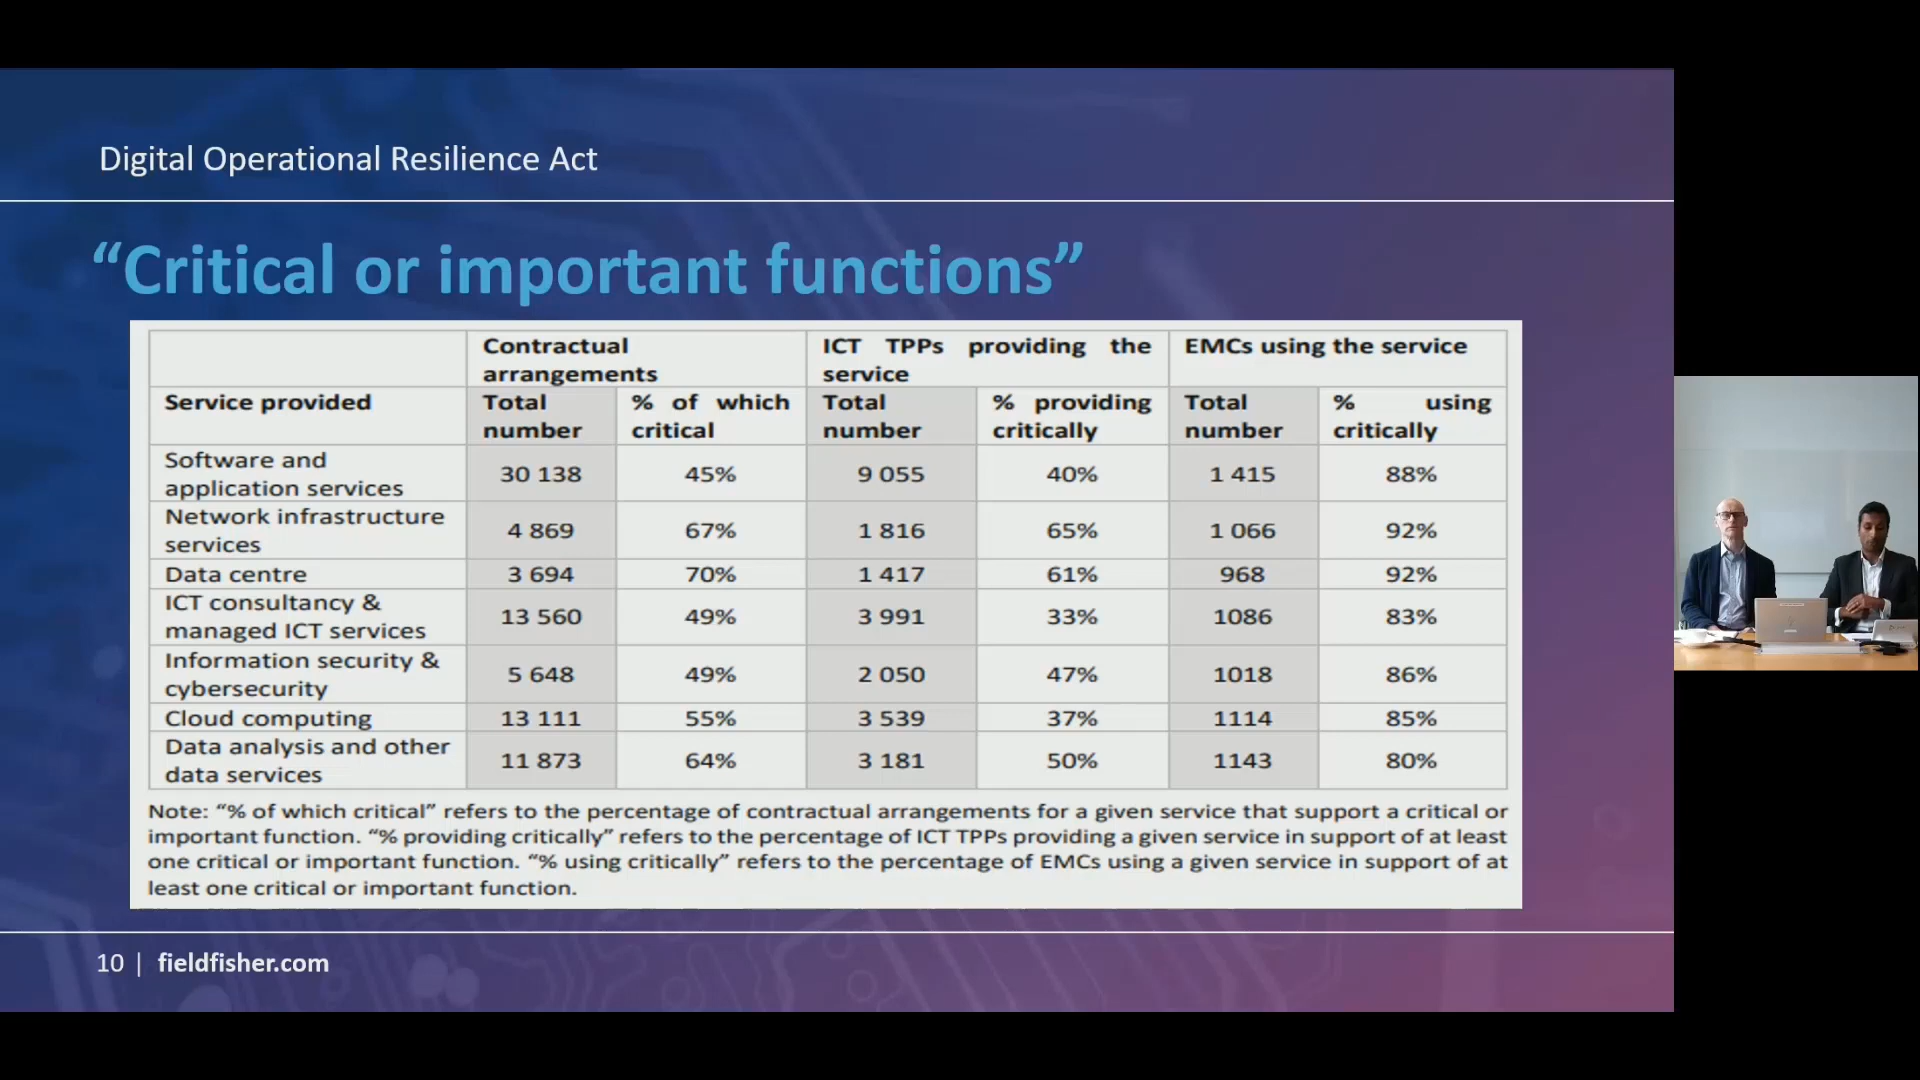 Digital Operational Resilience Act
“Critical or important functions”
Contractual arrangements ICT TPPs providing the service EMCs using the service
Service provided Total number % of which critical Total number % providing critically Total number % using critically
Software and application services 30 138 45% 9 055 40% 1 415 88%
Network infrastructure services 4 869 67% 1 816 65% 1 066 92%
Data centre 3 694 70% 1 417 61% 968 92%
ICT consultancy & managed ICT services 13 560 49% 3 991 33% 1086 83%
Information security & cybersecurity 5 648 49% 2 050 47% 1018 86%
Cloud computing 13 111 55% 3 539 37% 1114 85%
Data analysis and other data services 11 873 64% 3 181 50% 1143 80%
Note: “% of which critical” refers to the percentage of contractual arrangements for a given service that support a critical or
important function. “% providing critically” refers to the percentage of ICT TPPs providing a given service in support of at least
one critical or important function. “% using critically” refers to the percentage of EMCs using a given service in support of at
least one critical or important function.
10 | fieldfisher.com